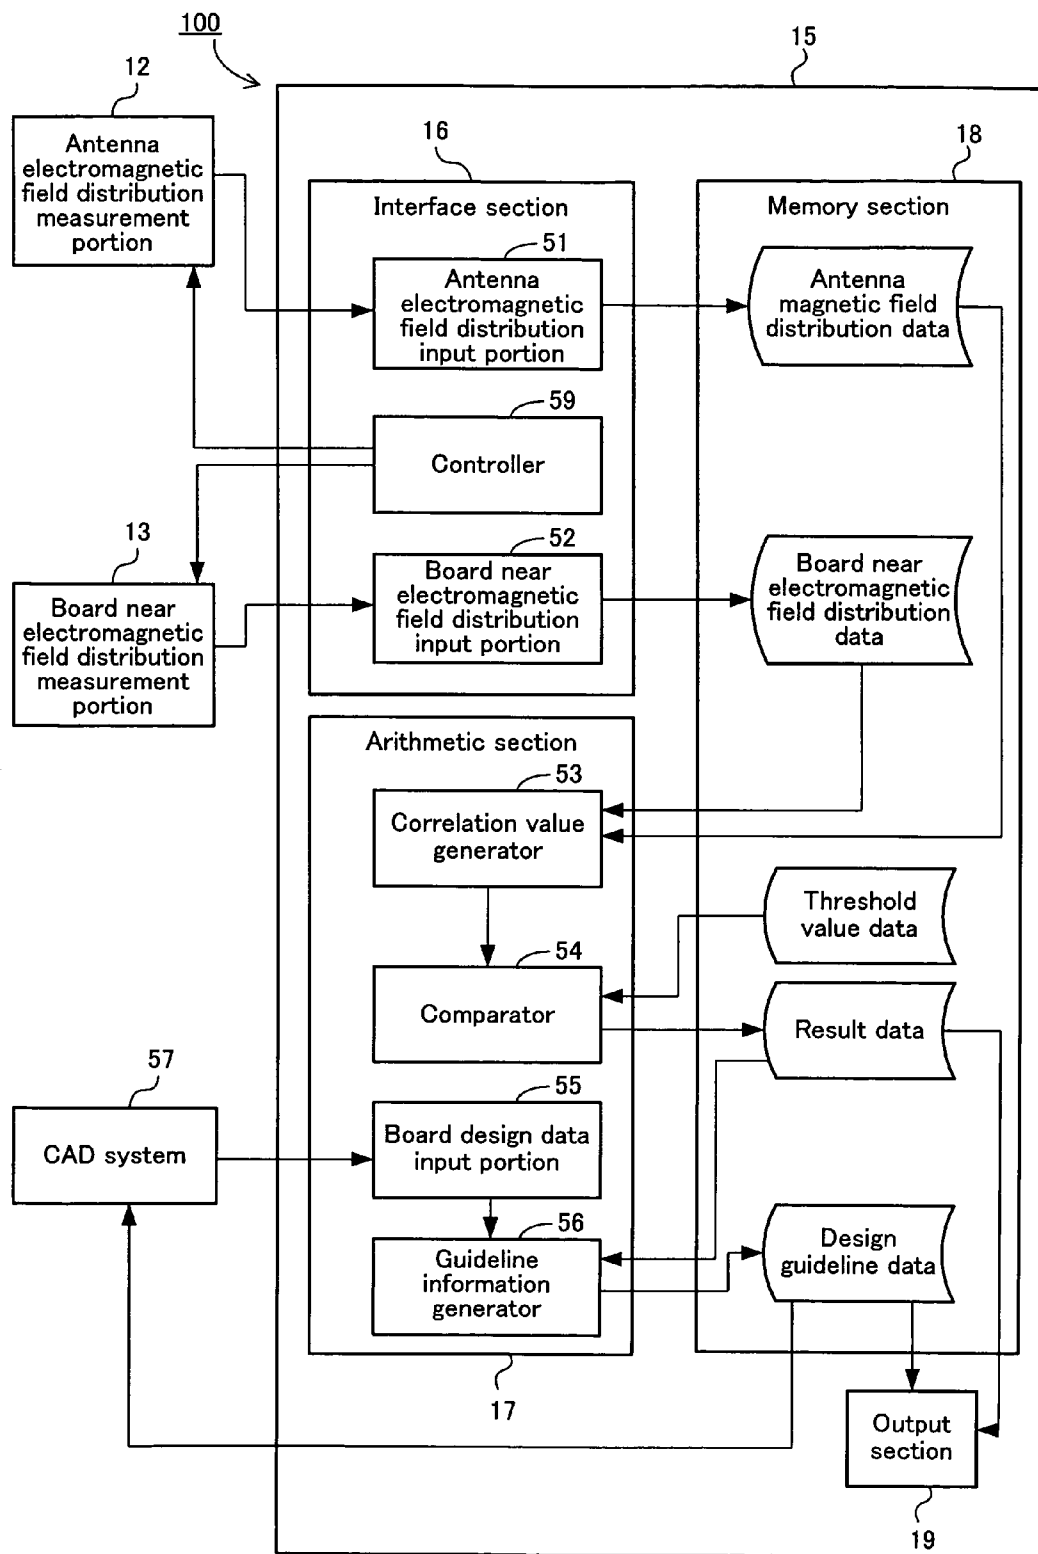 100
15
12
Antenna
electromagnetic
field distribution
measurement
portion
16
Interface section
18
Memory section
51
Antenna
electromagnetic
field distribution
input portion
Antenna
magnetic field
distribution data
59
Controller
13
Board near
electromagnetic
field distribution
measurement
portion
52
Board near
electromagnetic
field distribution
input portion
Board near
electromagnetic
field distribution
data
Arithmetic section
53
Correlation value
generator
Threshold
value data
54
Comparator
Result data
57
CAD system
55
Board design data
input portion
56
Guideline
information
generator
Design
guideline data
17
Output
section
19